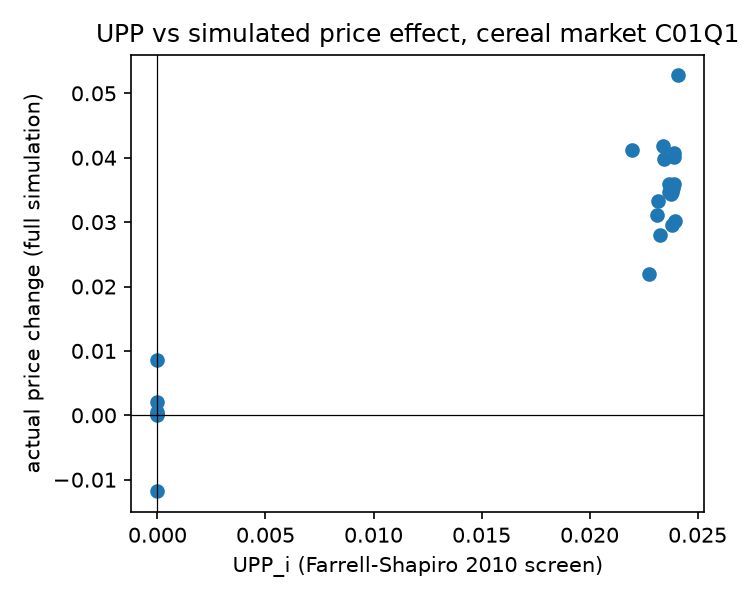 UPP vs simulated price effect, cereal market C01Q1
actual price change (full simulation)
0.05
0.04
0.03
0.02
0.01
0.00
−0.01
0.000 0.005 0.010 0.015 0.020 0.025
UPP_i (Farrell-Shapiro 2010 screen)